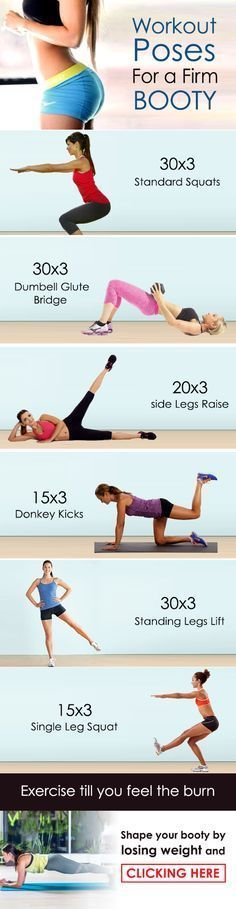 Workout
Poses
For a Firm
BOOTY
30x3
Standard Squats
30x3
Dumbell Glute
Bridge
20x3
side Legs Raise
15x3
Donkey Kicks
30x3
Standing Legs Lift
15x3
Single Leg Squat
Exercise till you feel the burn
Shape your booty by
losing weight and
CLICKING HERE